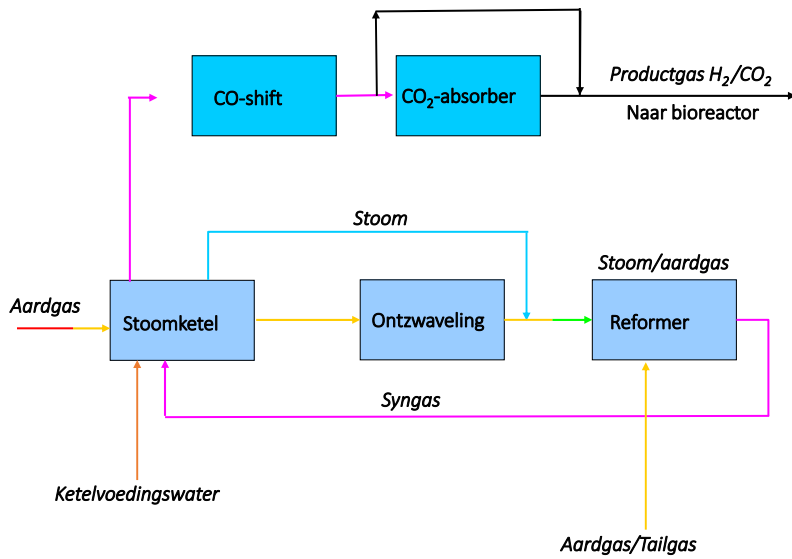 Productgas H₂/CO₂
CO-shift
CO₂-absorber
Naar bioreactor
Stoom
Stoom/aardgas
Aardgas
Stoomketel
Ontzwaveling
Reformer
Syngas
Ketelvoedingswater
Aardgas/Tailgas